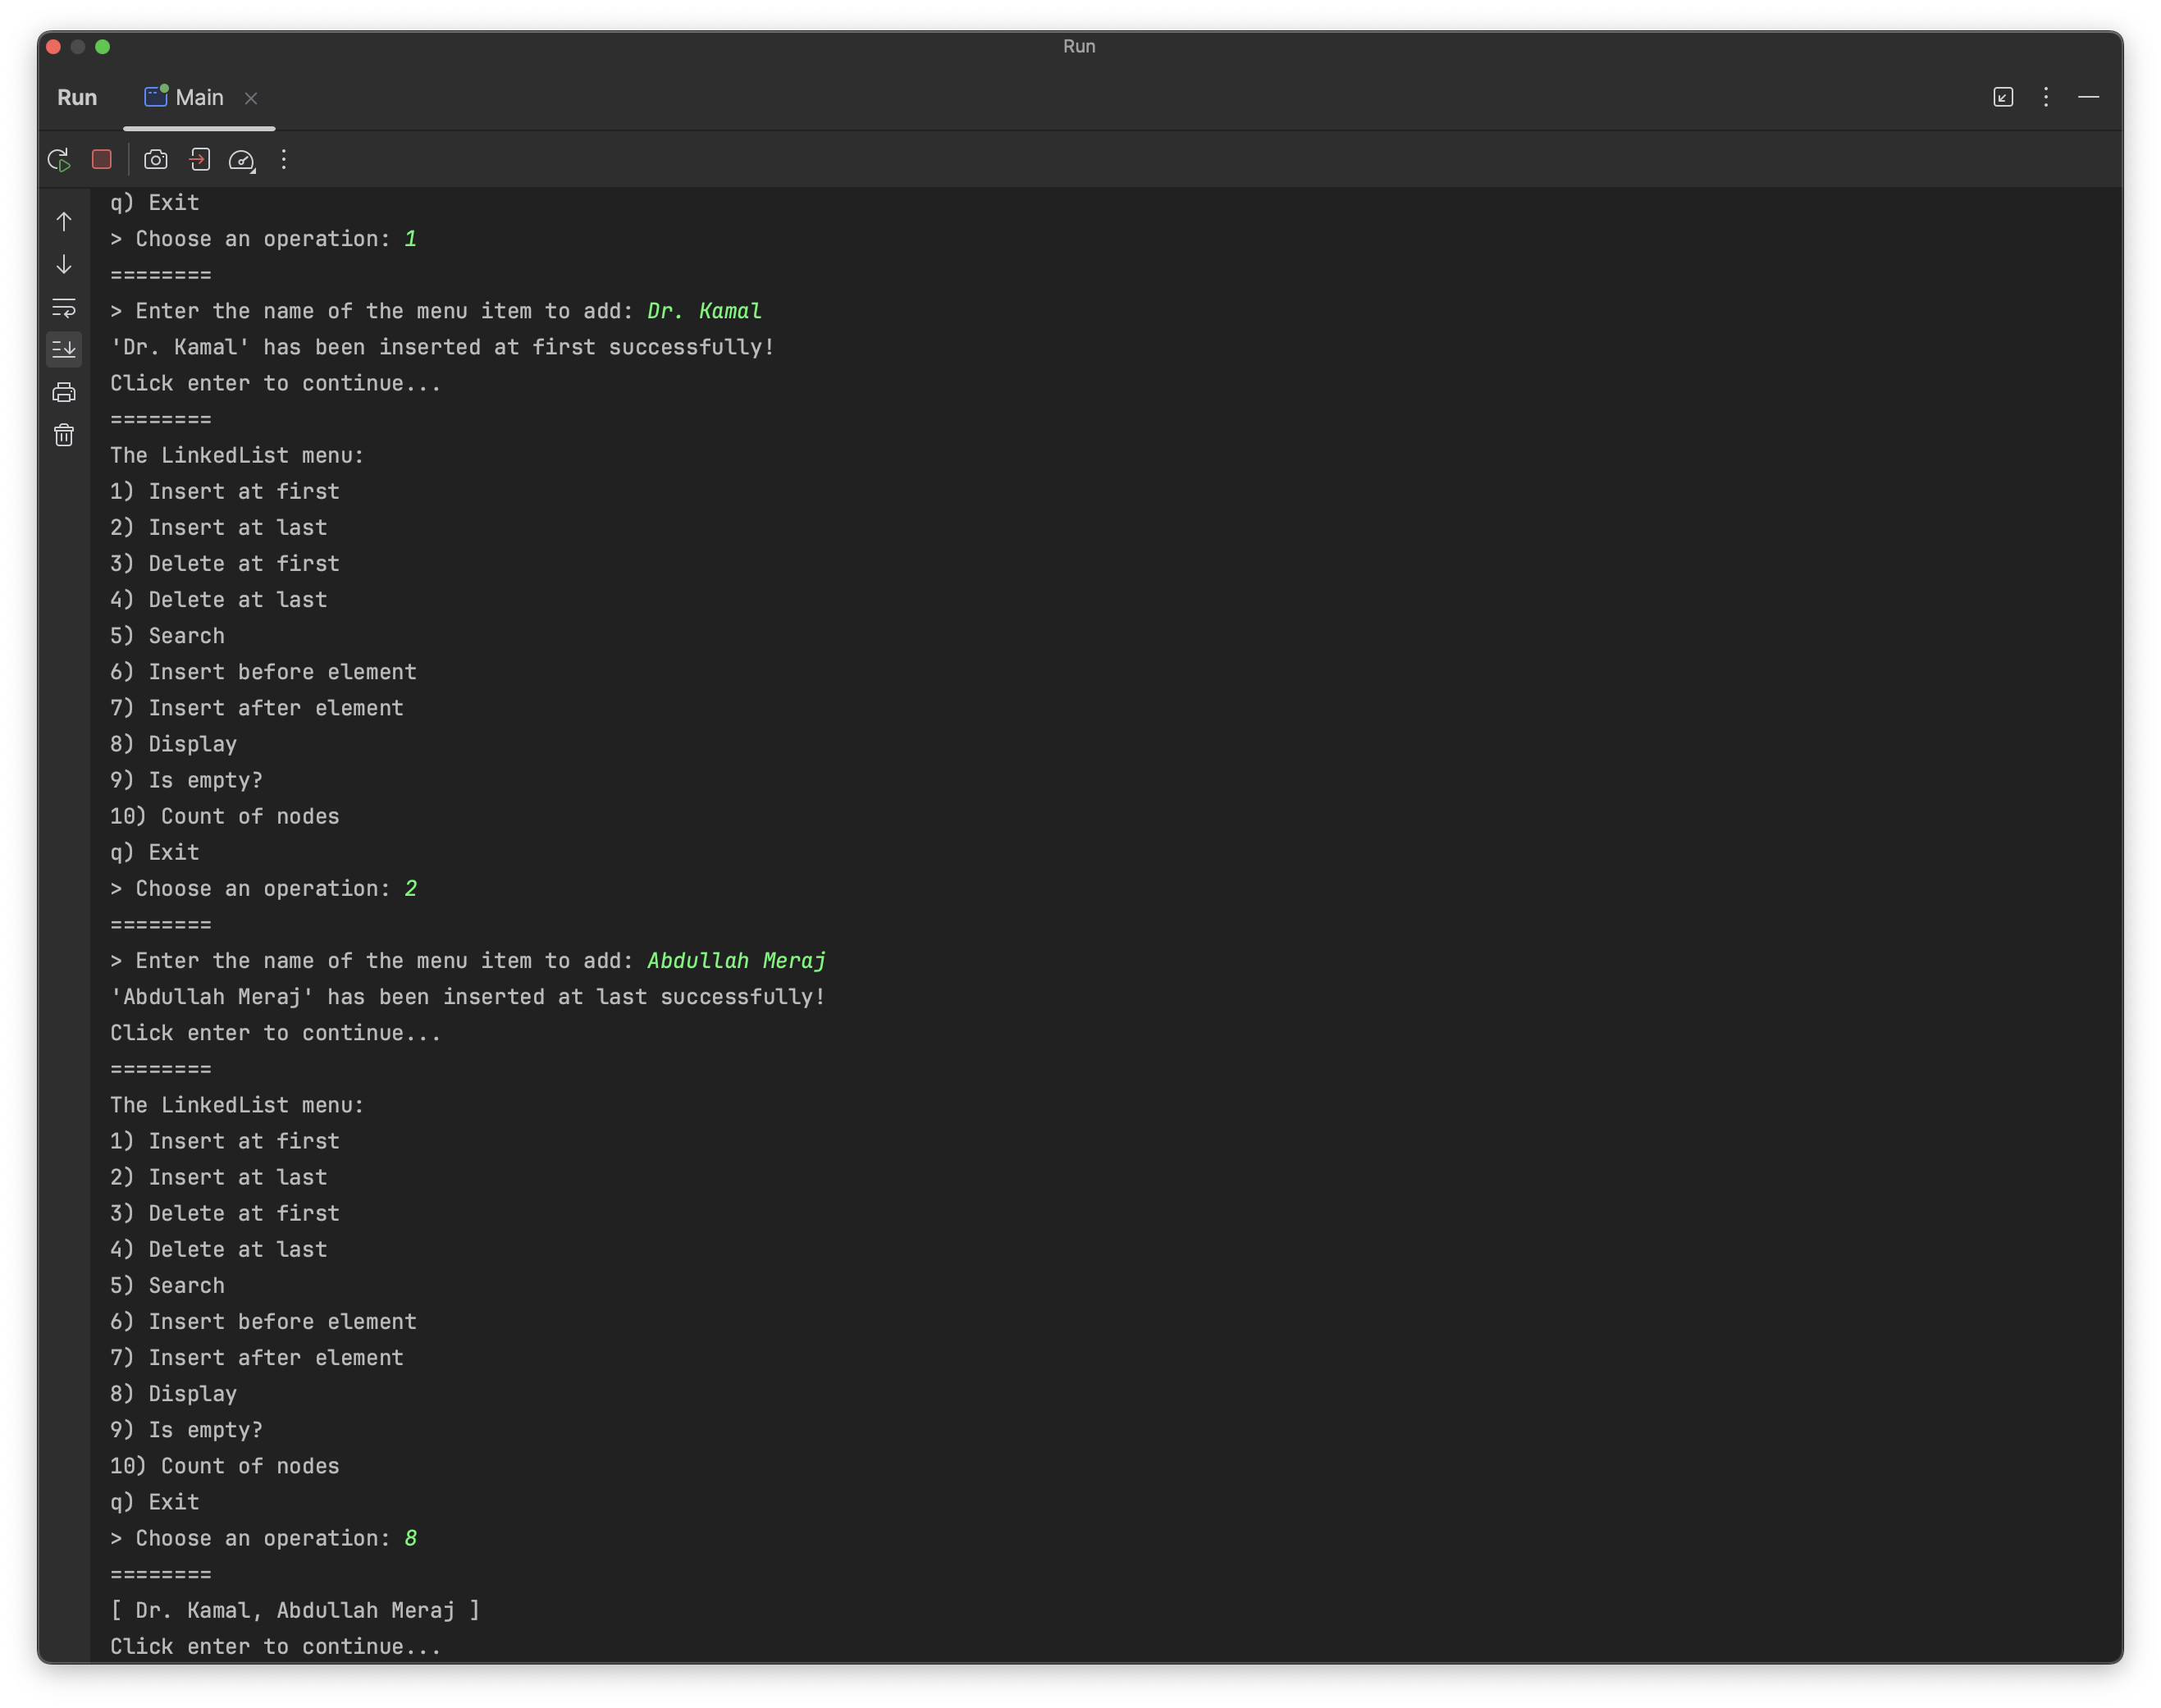 Run
Run
Main
q) Exit
> Choose an operation: 1
========
> Enter the name of the menu item to add: Dr. Kamal
'Dr. Kamal' has been inserted at first successfully!
Click enter to continue...
========
The LinkedList menu:
1) Insert at first
2) Insert at last
3) Delete at first
4) Delete at last
5) Search
6) Insert before element
7) Insert after element
8) Display
9) Is empty?
10) Count of nodes
q) Exit
> Choose an operation: 2
========
> Enter the name of the menu item to add: Abdullah Meraj
'Abdullah Meraj' has been inserted at last successfully!
Click enter to continue...
========
The LinkedList menu:
1) Insert at first
2) Insert at last
3) Delete at first
4) Delete at last
5) Search
6) Insert before element
7) Insert after element
8) Display
9) Is empty?
10) Count of nodes
q) Exit
> Choose an operation: 8
========
[ Dr. Kamal, Abdullah Meraj ]
Click enter to continue...